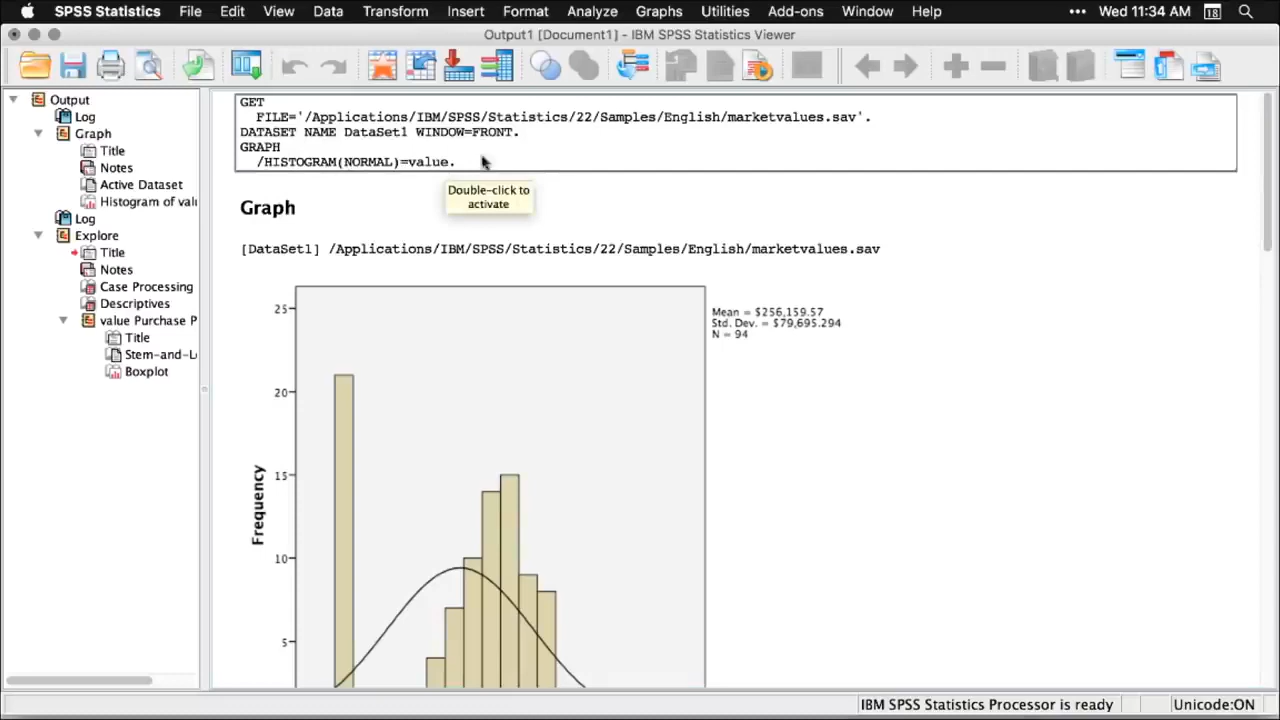 SPSS Statistics File Edit View Data Transform Insert Format Analyze Graphs Utilities Add-ons Window Help ••• Wed 11:34 AM 18
Output1 [Document1] - IBM SPSS Statistics Viewer
Output
Log
Graph
Title
Notes
Active Dataset
Histogram of valu
Log
Explore
Title
Notes
Case Processing
Descriptives
value Purchase P
Title
Stem-and-Le
Boxplot
GET
FILE='/Applications/IBM/SPSS/Statistics/22/Samples/English/marketvalues.sav'.
DATASET NAME DataSet1 WINDOW=FRONT.
GRAPH
/HISTOGRAM(NORMAL)=value.
Double-click to
activate
Graph
[DataSet1] /Applications/IBM/SPSS/Statistics/22/Samples/English/marketvalues.sav
25
20
15
10
5
Frequency
Mean = $256,159.57
Std. Dev. = $79,695.294
N = 94
IBM SPSS Statistics Processor is ready Unicode:ON